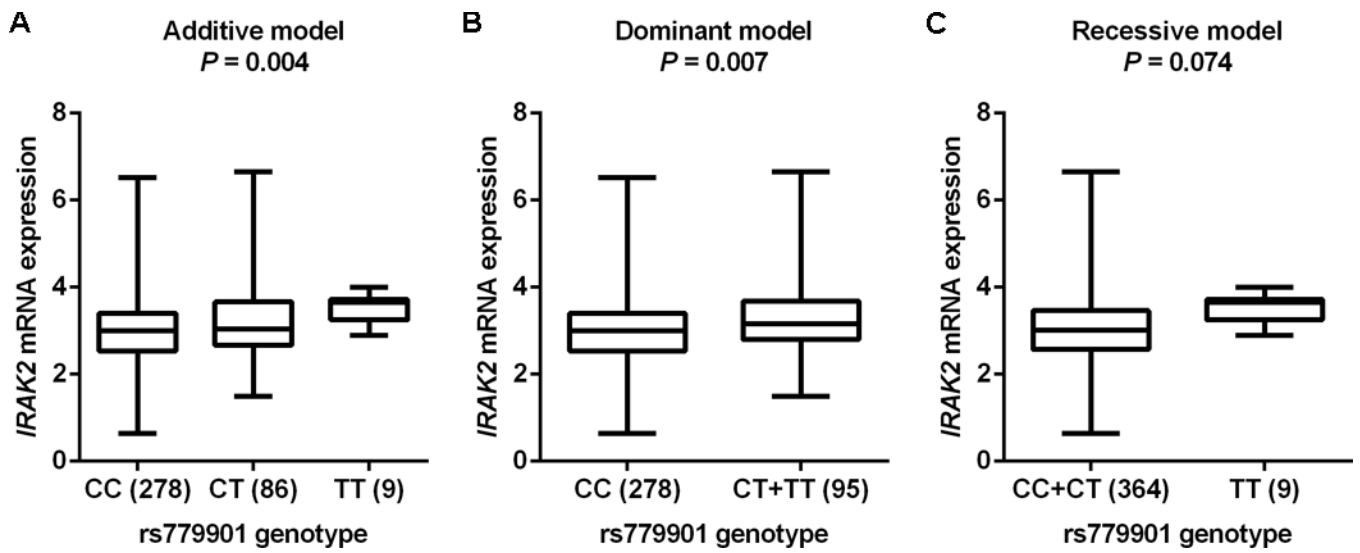 A
Additive model
P = 0.004
IRAK2 mRNA expression
8
6
4
2
0
CC (278) CT (86) TT (9)
rs779901 genotype
B
Dominant model
P = 0.007
IRAK2 mRNA expression
8
6
4
2
0
CC (278) CT+TT (95)
rs779901 genotype
C
Recessive model
P = 0.074
IRAK2 mRNA expression
8
6
4
2
0
CC+CT (364) TT (9)
rs779901 genotype